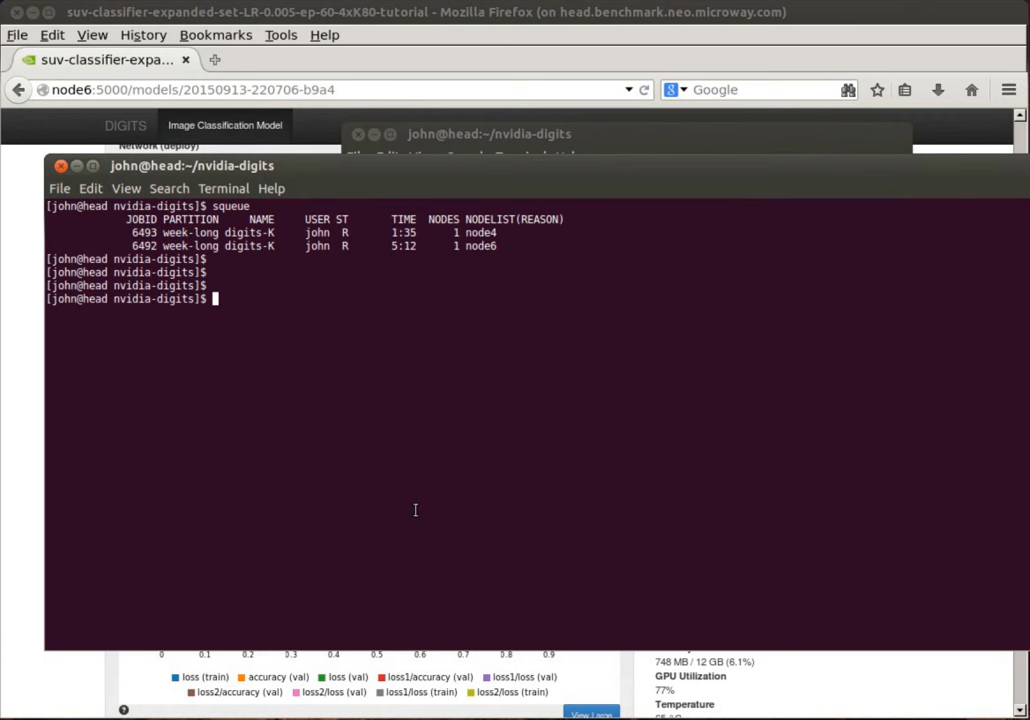 suv-classifier-expanded-set-LR-0.005-ep-60-4xK80-tutorial - Mozilla Firefox (on head.benchmark.neo.microway.com)
File Edit View History Bookmarks Tools Help
suv-classifier-expa...
node6:5000/models/20150913-220706-b9a4
Google
DIGITS Image Classification Model
john@head:~/nvidia-digits
Network (deploy)
john@head:~/nvidia-digits
File Edit View Search Terminal Help
[john@head nvidia-digits]$ squeue
JOBID PARTITION NAME USER ST TIME NODES NODELIST(REASON)
6493 week-long digits-K john R 1:35 1 node4
6492 week-long digits-K john R 5:12 1 node6
[john@head nvidia-digits]$
[john@head nvidia-digits]$
[john@head nvidia-digits]$
[john@head nvidia-digits]$
0 0.1 0.2 0.3 0.4 0.5 0.6 0.7 0.8 0.9
loss (train) accuracy (val) loss (val) loss1/accuracy (val) loss1/loss (val)
loss2/accuracy (val) loss2/loss (val) loss1/loss (train) loss2/loss (train)
View Large
748 MB / 12 GB (6.1%)
GPU Utilization
77%
Temperature